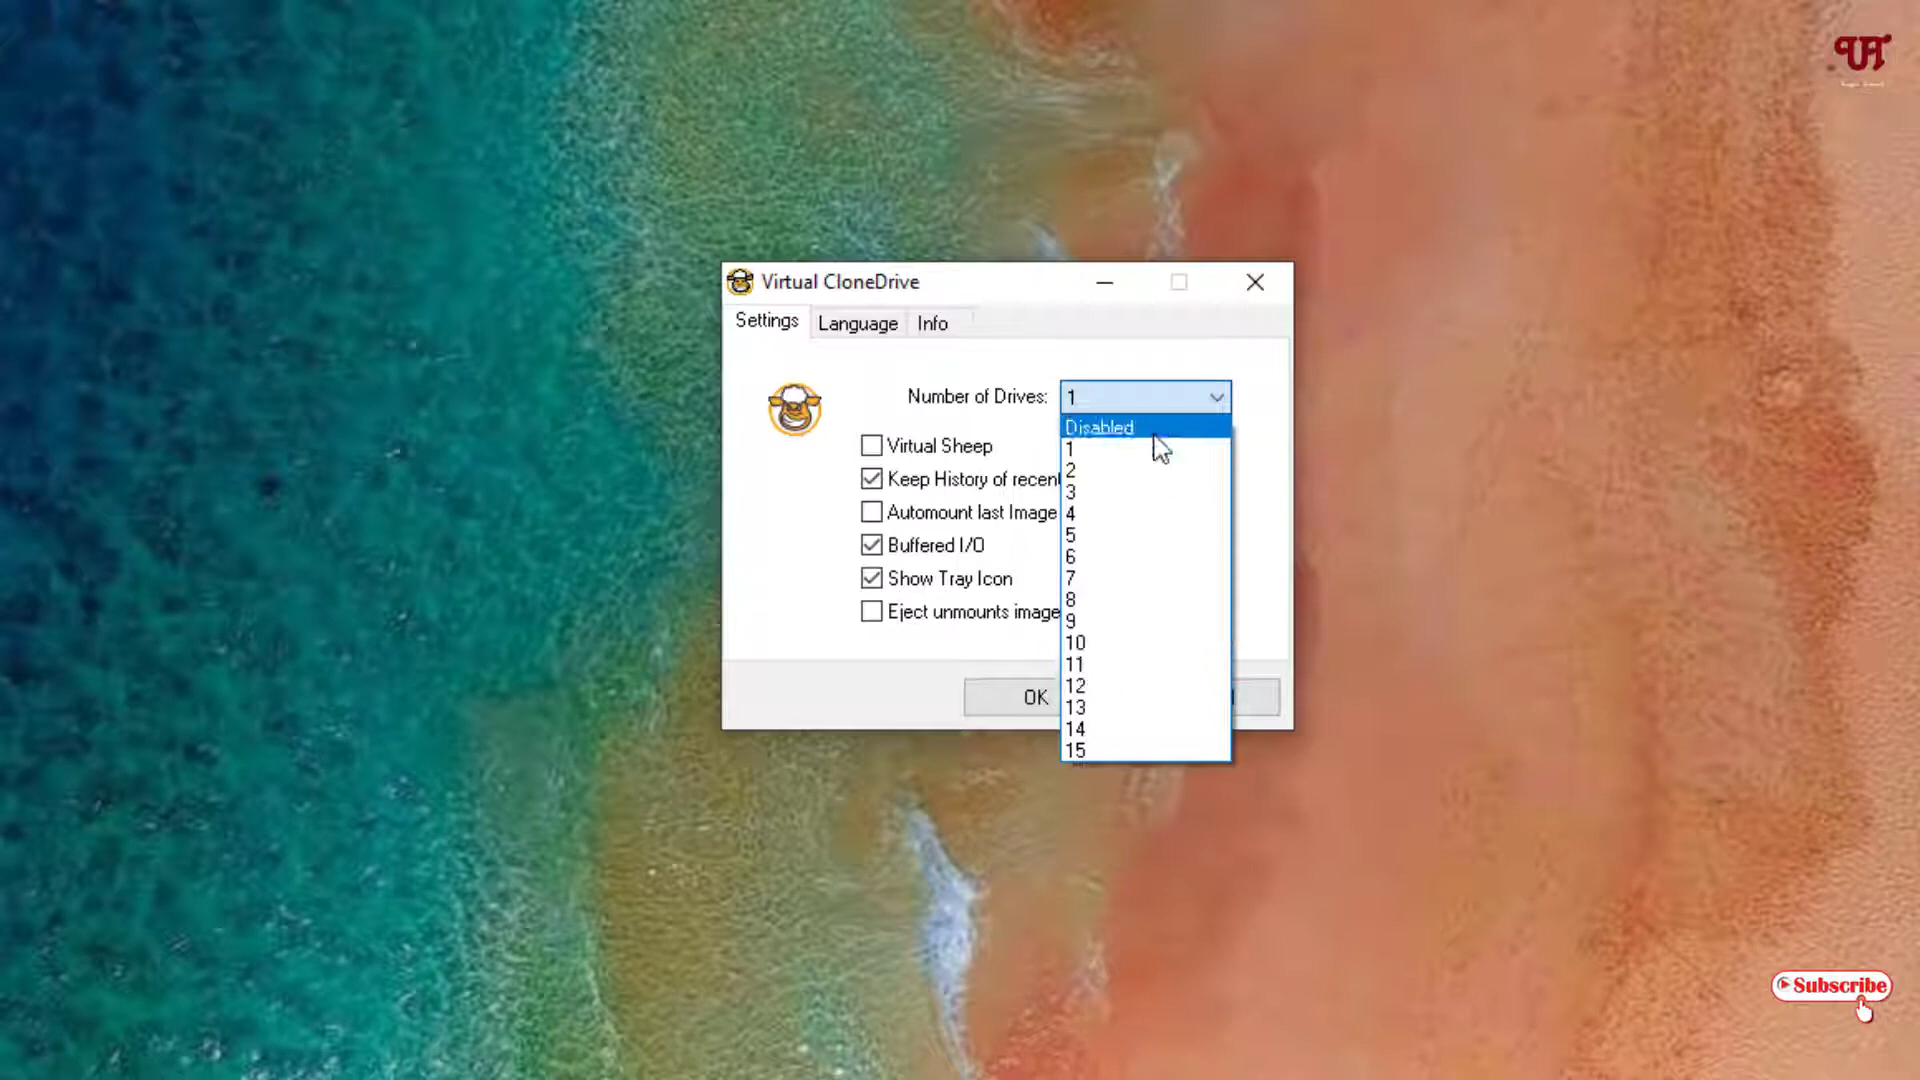 Virtual CloneDrive
Settings
Language
Info
Number of Drives:
1
Disabled
1
2
3
4
5
6
7
8
9
10
11
12
13
14
15
Virtual Sheep
Keep History of recent
Automount last Image
Buffered I/O
Show Tray Icon
Eject unmounts image
OK
Subscribe